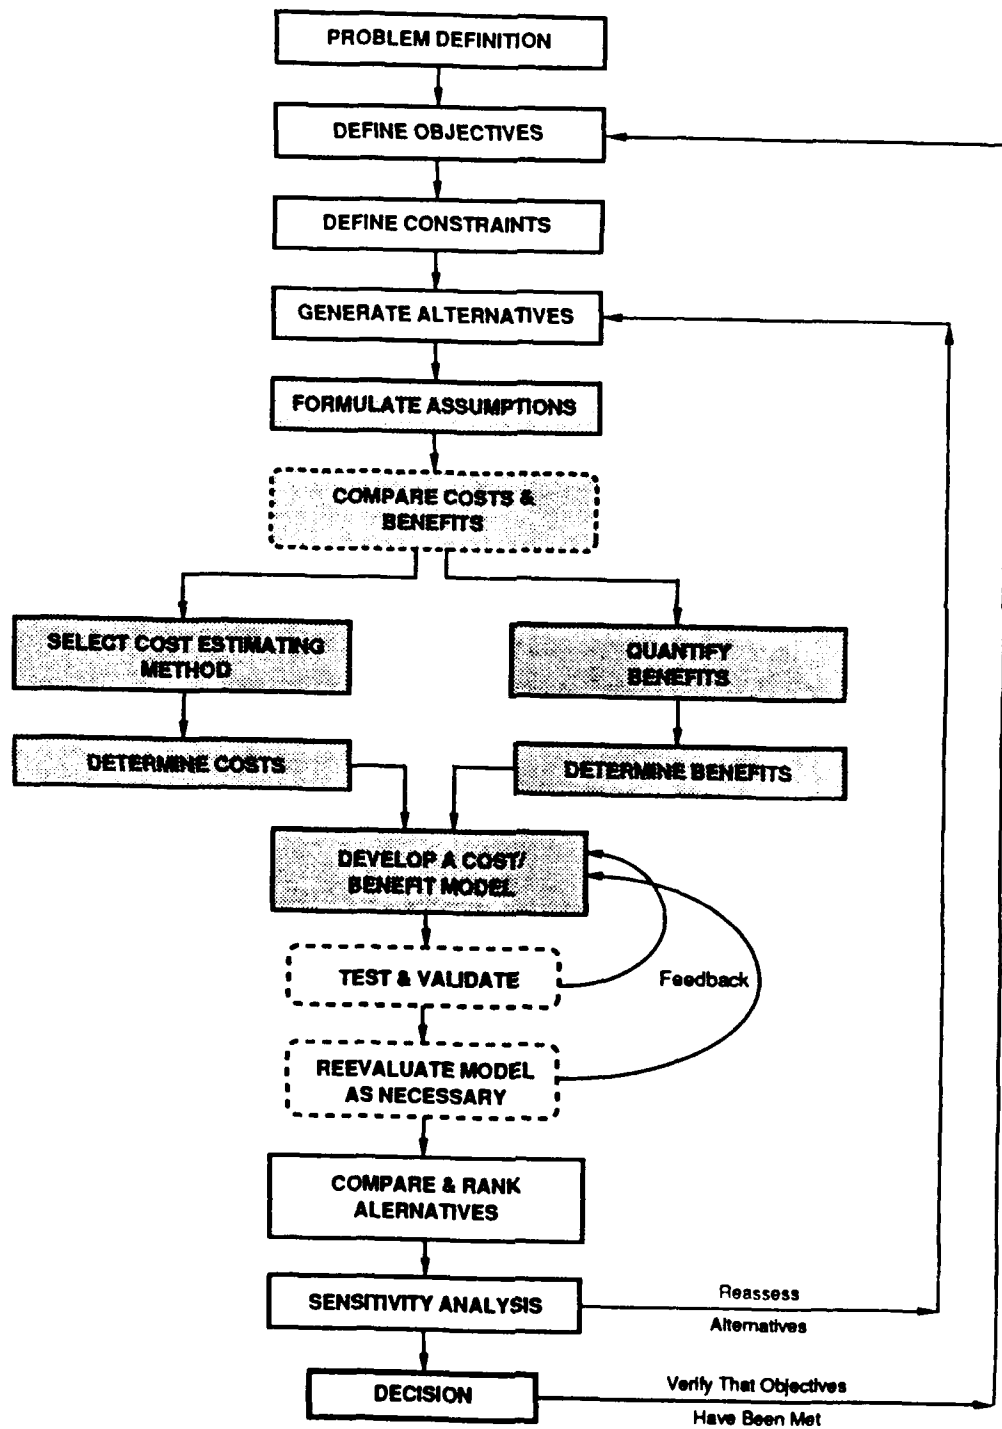 PROBLEM DEFINITION
DEFINE OBJECTIVES
DEFINE CONSTRAINTS
GENERATE ALTERNATIVES
FORMULATE ASSUMPTIONS
COMPARE COSTS &
BENEFITS
SELECT COST ESTIMATING
METHOD
QUANTIFY
BENEFITS
DETERMINE COSTS
DETERMINE BENEFITS
DEVELOP A COST/
BENEFIT MODEL
TEST & VALIDATE
Feedback
REEVALUATE MODEL
AS NECESSARY
COMPARE & RANK
ALERNATIVES
SENSITIVITY ANALYSIS
Reassess
Alternatives
DECISION
Verify That Objectives
Have Been Met